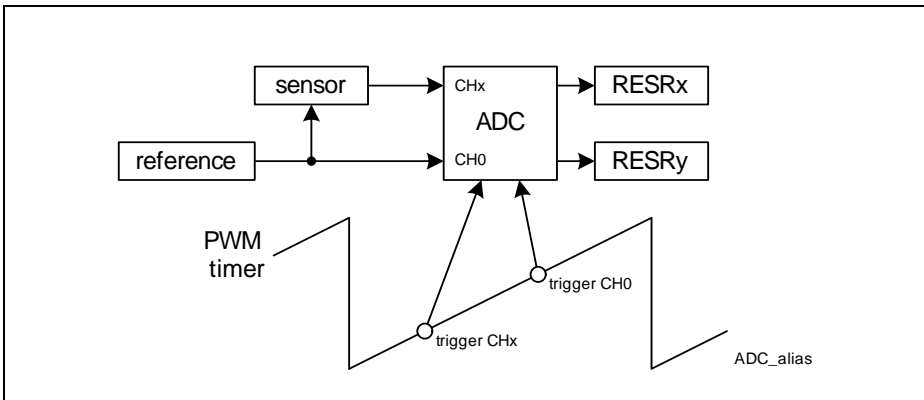 sensor
CHx
RESRx
ADC
reference
CH0
RESRy
PWM
timer
trigger CH0
trigger CHx
ADC_alias